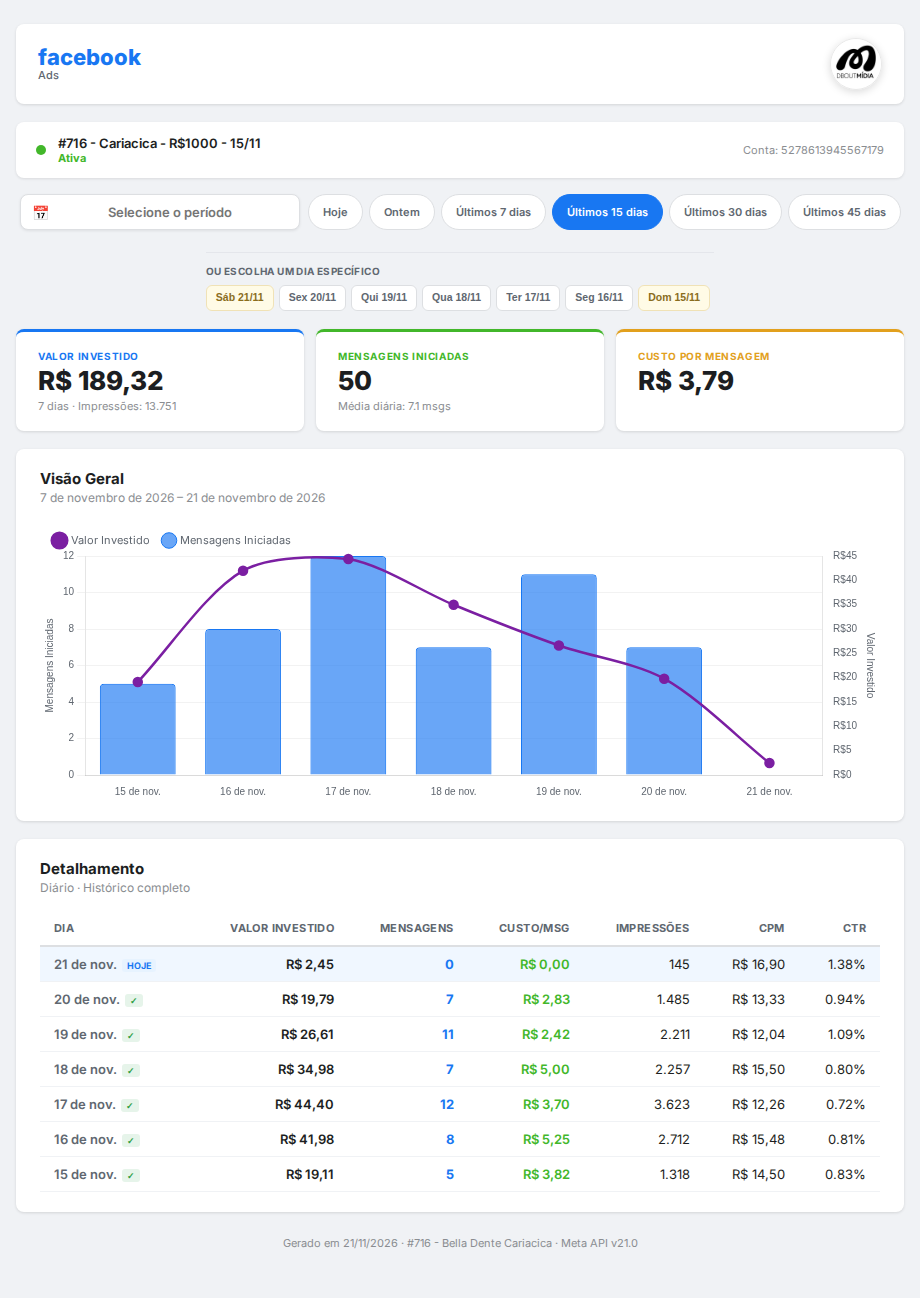 facebook
Ads
DBOUTMÍDIA
#716 - Cariacica - R$1000 - 15/11
Ativa
Conta: 5278613945567179
Selecione o período
Hoje
Ontem
Últimos 7 dias
Últimos 15 dias
Últimos 30 dias
Últimos 45 dias
OU ESCOLHA UM DIA ESPECÍFICO
Sáb 21/11
Sex 20/11
Qui 19/11
Qua 18/11
Ter 17/11
Seg 16/11
Dom 15/11
VALOR INVESTIDO
R$ 189,32
7 dias · Impressões: 13.751
MENSAGENS INICIADAS
50
Média diária: 7.1 msgs
CUSTO POR MENSAGEM
R$ 3,79
Visão Geral
7 de novembro de 2026 – 21 de novembro de 2026
Valor Investido
Mensagens Iniciadas
Mensagens Iniciadas
12
10
8
6
4
2
0
R$45
R$40
R$35
R$30
R$25
R$20
R$15
R$10
R$5
R$0
Valor Investido
15 de nov.
16 de nov.
17 de nov.
18 de nov.
19 de nov.
20 de nov.
21 de nov.
Detalhamento
Diário · Histórico completo
DIA VALOR INVESTIDO MENSAGENS CUSTO/MSG IMPRESSÕES CPM CTR
21 de nov. HOJE R$ 2,45 0 R$ 0,00 145 R$ 16,90 1.38%
20 de nov. ✓ R$ 19,79 7 R$ 2,83 1.485 R$ 13,33 0.94%
19 de nov. ✓ R$ 26,61 11 R$ 2,42 2.211 R$ 12,04 1.09%
18 de nov. ✓ R$ 34,98 7 R$ 5,00 2.257 R$ 15,50 0.80%
17 de nov. ✓ R$ 44,40 12 R$ 3,70 3.623 R$ 12,26 0.72%
16 de nov. ✓ R$ 41,98 8 R$ 5,25 2.712 R$ 15,48 0.81%
15 de nov. ✓ R$ 19,11 5 R$ 3,82 1.318 R$ 14,50 0.83%
Gerado em 21/11/2026 · #716 - Bella Dente Cariacica · Meta API v21.0